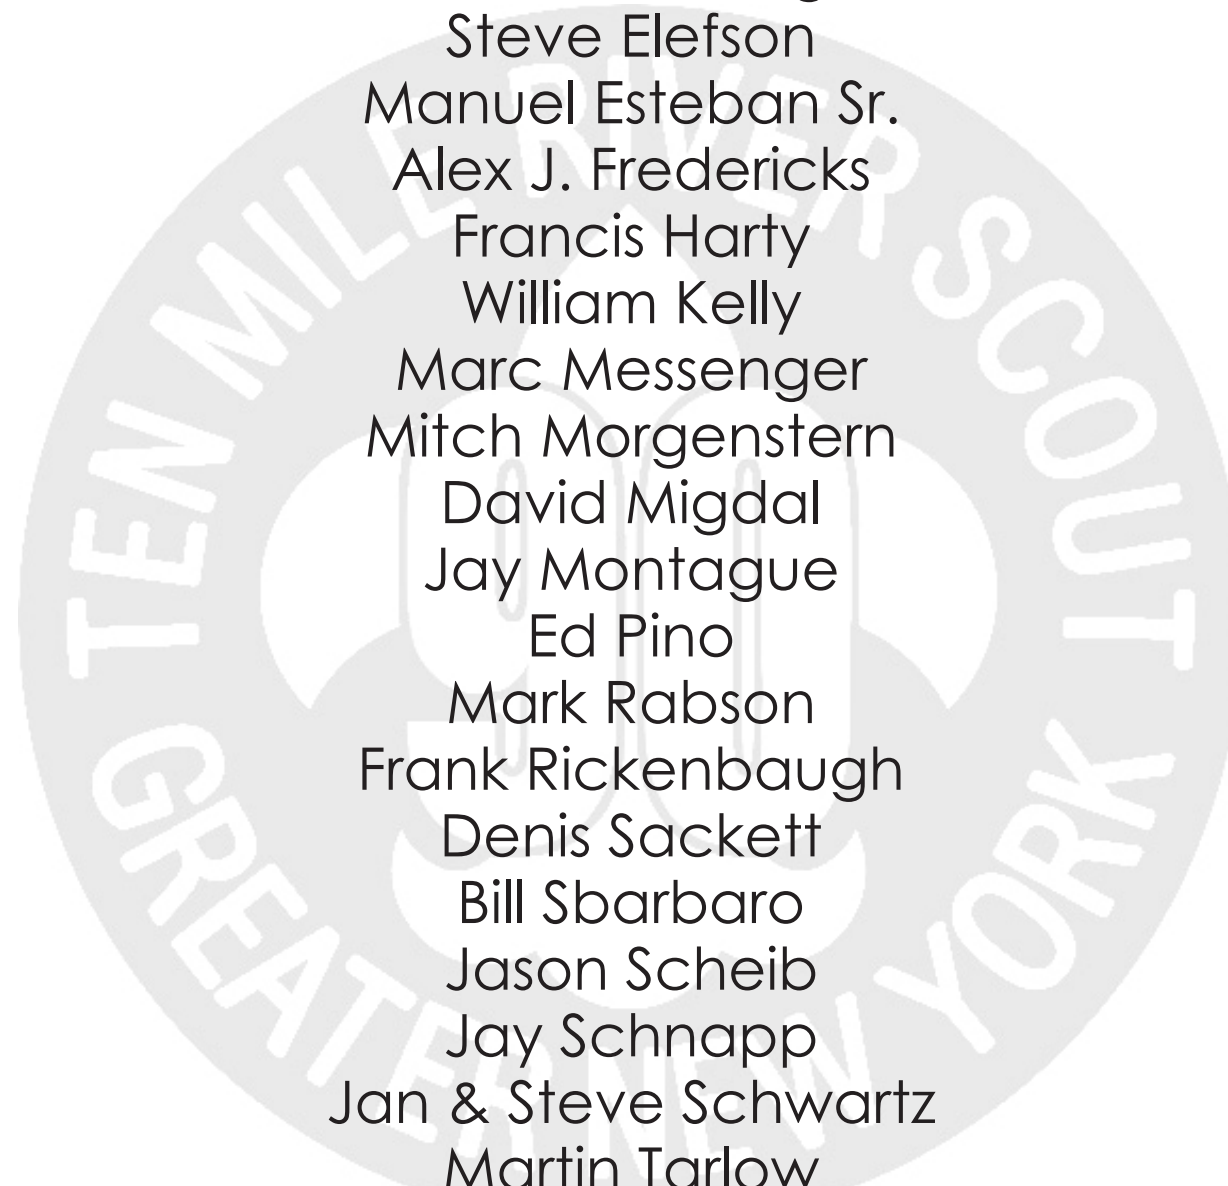 Steve Elefson
Manuel Esteban Sr.
Alex J. Fredericks
Francis Harty
William Kelly
Marc Messenger
Mitch Morgenstern
David Migdal
Jay Montague
Ed Pino
Mark Rabson
Frank Rickenbaugh
Denis Sackett
Bill Sbarbaro
Jason Scheib
Jay Schnapp
Jan & Steve Schwartz
Martin Tarlow
TEN MILE RIVER SCOUT
90
GREATER NEW YORK